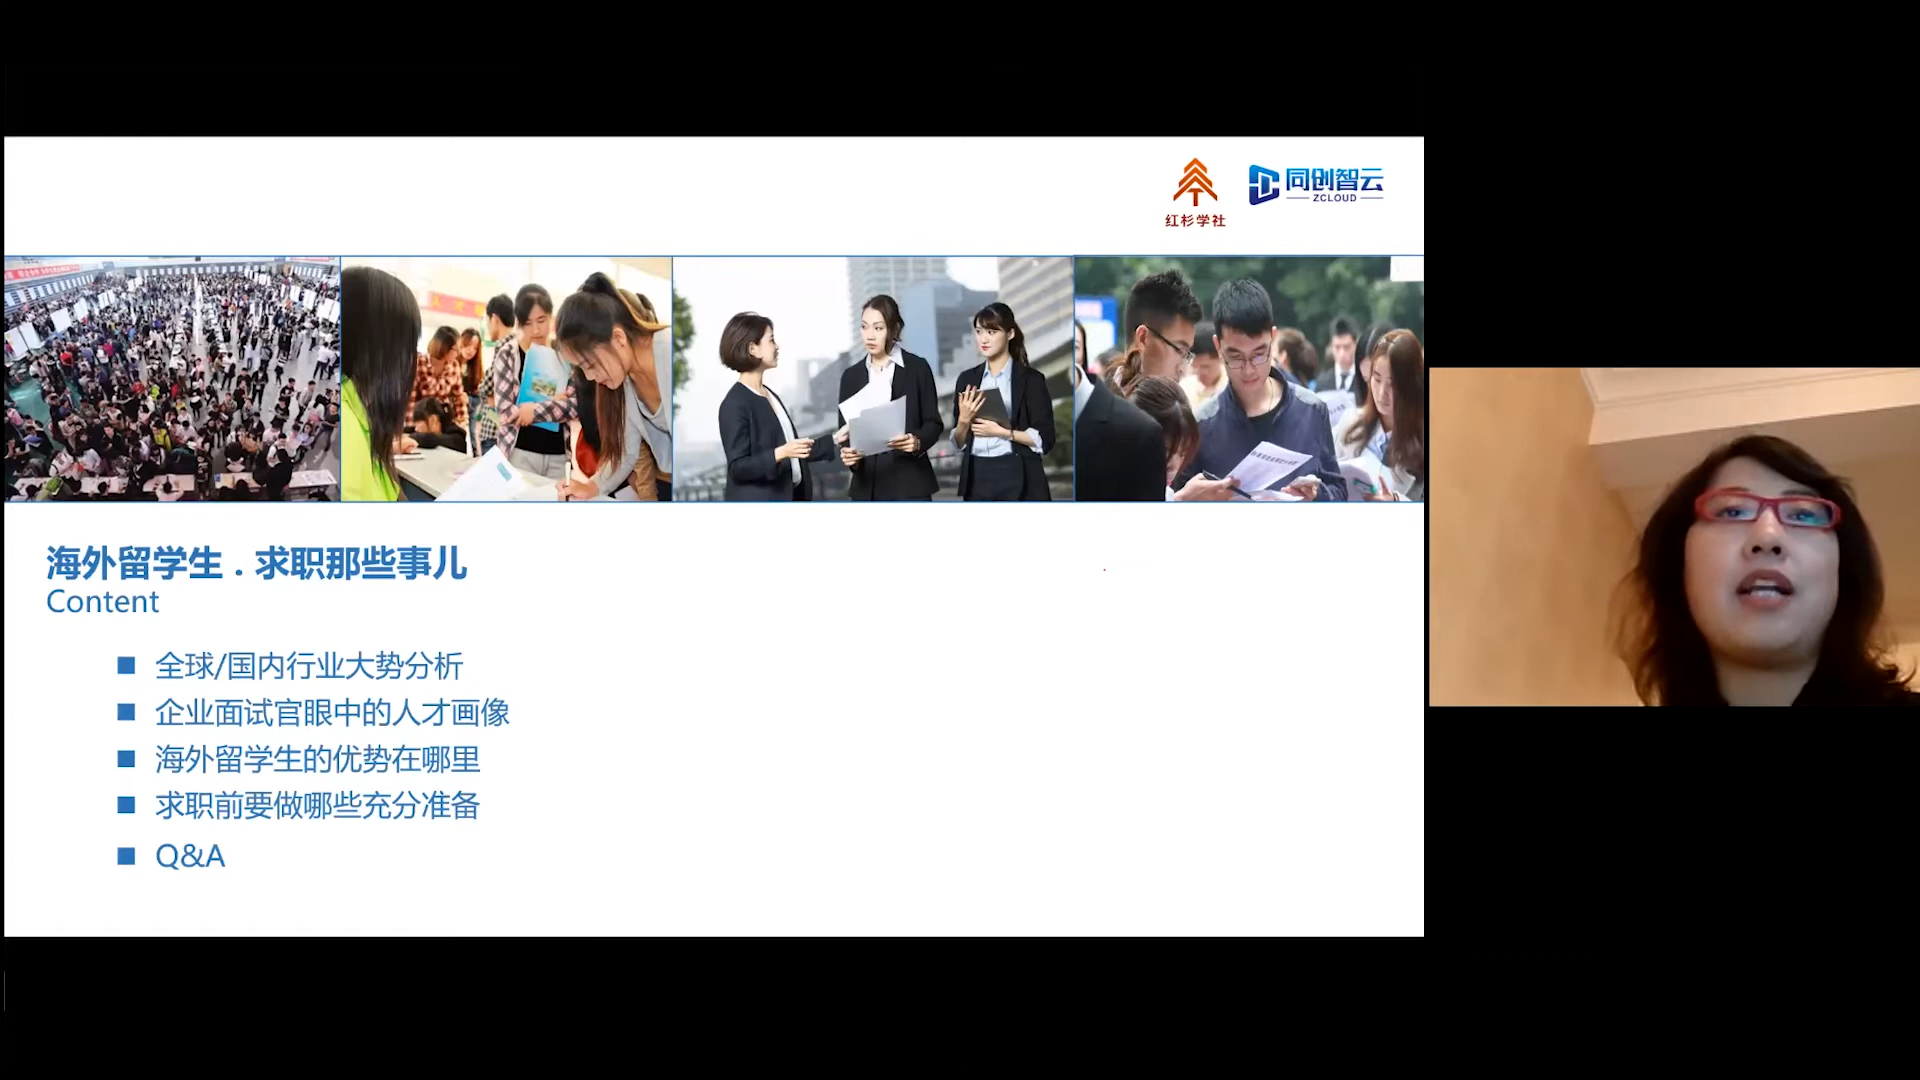 红杉学社
同创智云
ZCLOUD
海外留学生 . 求职那些事儿
Content
全球/国内行业大势分析
企业面试官眼中的人才画像
海外留学生的优势在哪里
求职前要做哪些充分准备
Q&A